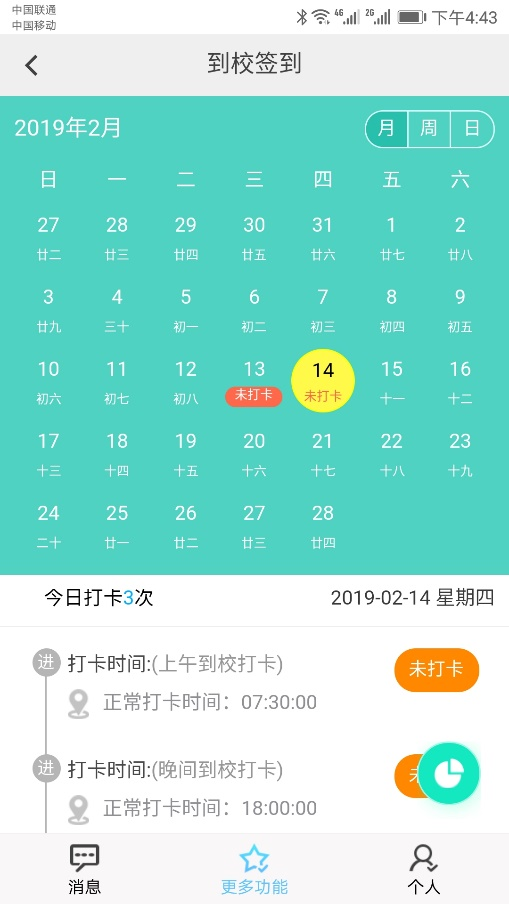 中国联通
中国移动
4G 2G 下午4:43
到校签到
2019年2月 月 周 日
日 一 二 三 四 五 六
27 28 29 30 31 1 2
廿二 廿三 廿四 廿五 廿六 廿七 廿八
3 4 5 6 7 8 9
廿九 三十 初一 初二 初三 初四 初五
10 11 12 13 14 15 16
初六 初七 初八 未打卡 未打卡 十一 十二
17 18 19 20 21 22 23
十三 十四 十五 十六 十七 十八 十九
24 25 26 27 28
二十 廿一 廿二 廿三 廿四
今日打卡3次 2019-02-14 星期四
进 打卡时间:(上午到校打卡) 未打卡
正常打卡时间：07:30:00
进 打卡时间:(晚间到校打卡) 未
正常打卡时间：18:00:00
消息 更多功能 个人